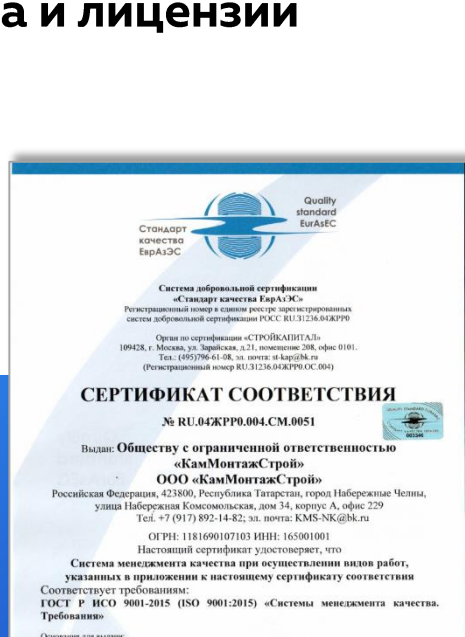 а и лицензии
Стандарт
качества
ЕврАзЭС
Quality
standard
EurAsEC
Система добровольной сертификации
«Стандарт качества ЕврАзЭС»
Регистрационный номер в едином реестре зарегистрированных
систем добровольной сертификации РОСС RU.31236.04ЖРР0
Орган по сертификации «СТРОЙКАПИТАЛ»
109428, г. Москва, ул. Зарайская, д.21, помещение 208, офис 0101.
Тел.: (495)796-61-08, эл. почта: st-kap@bk.ru
(Регистрационный номер RU.31236.04ЖРР0.ОС.004)
СЕРТИФИКАТ СООТВЕТСТВИЯ
№ RU.04ЖРР0.004.СМ.0051
003346
Выдан: Обществу с ограниченной ответственностью
«КамМонтажСтрой»
ООО «КамМонтажСтрой»
Российская Федерация, 423800, Республика Татарстан, город Набережные Челны,
улица Набережная Комсомольская, дом 34, корпус А, офис 229
Тел. +7 (917) 892-14-82; эл. почта: KMS-NK@bk.ru
ОГРН: 1181690107103 ИНН: 165001001
Настоящий сертификат удостоверяет, что
Система менеджмента качества при осуществлении видов работ,
указанных в приложении к настоящему сертификату соответствия
Соответствует требованиям:
ГОСТ Р ИСО 9001-2015 (ISO 9001:2015) «Системы менеджмента качества.
Требования»